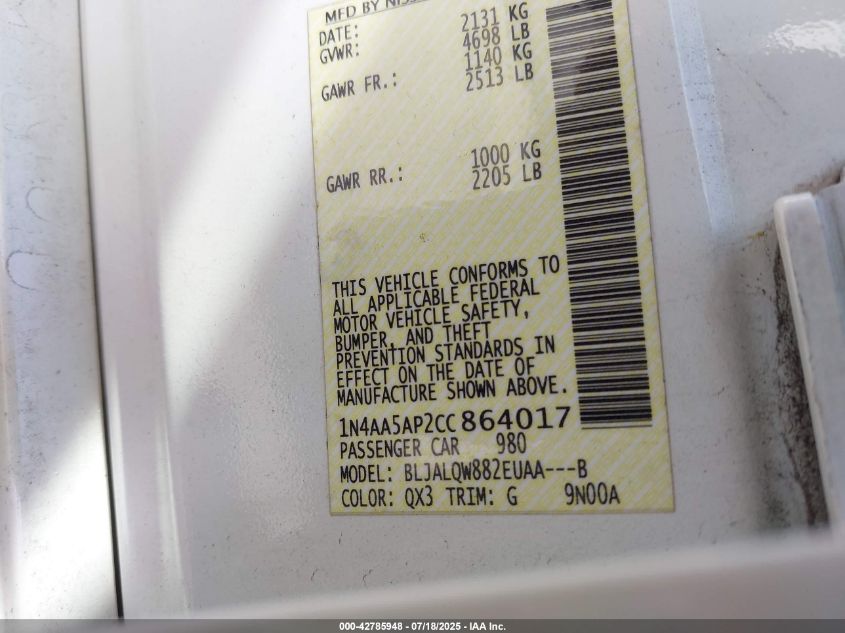 MFD BY NISS
DATE:
GVWR: 2131 KG
4698 LB
GAWR FR.: 1140 KG
2513 LB
GAWR RR.: 1000 KG
2205 LB
THIS VEHICLE CONFORMS TO
ALL APPLICABLE FEDERAL
MOTOR VEHICLE SAFETY,
BUMPER, AND THEFT
PREVENTION STANDARDS IN
EFFECT ON THE DATE OF
MANUFACTURE SHOWN ABOVE.
1N4AA5AP2CC864017
PASSENGER CAR 980
MODEL: BLJALQW882EUAA---B
COLOR: QX3 TRIM: G 9N00A
000-42785948 - 07/18/2025 - IAA Inc.